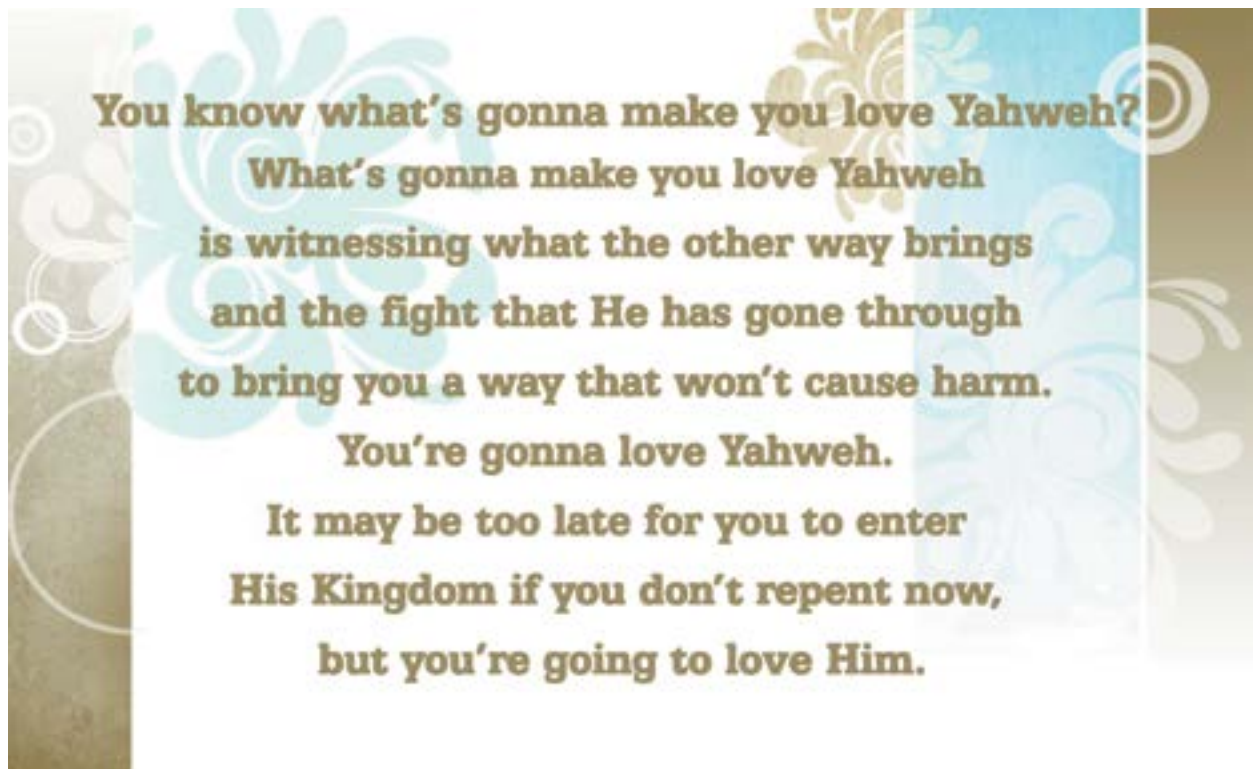 You know what's gonna make you love Yahweh?
What's gonna make you love Yahweh
is witnessing what the other way brings
and the fight that He has gone through
to bring you a way that won't cause harm.
You're gonna love Yahweh.
It may be too late for you to enter
His Kingdom if you don't repent now,
but you're going to love Him.